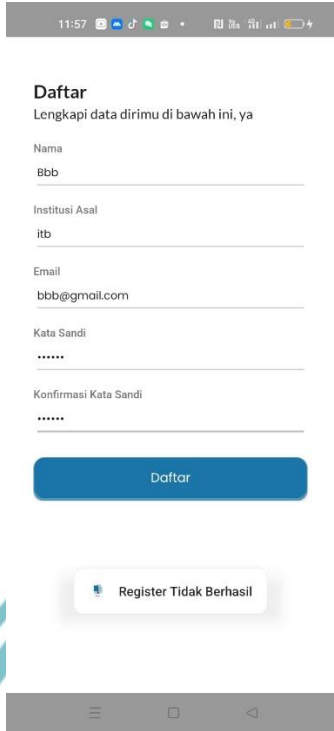 11:57
Daftar
Lengkapi data dirimu di bawah ini, ya
Nama
Bbb
Institusi Asal
itb
Email
bbb@gmail.com
Kata Sandi
••••••
Konfirmasi Kata Sandi
••••••
Daftar
Register Tidak Berhasil